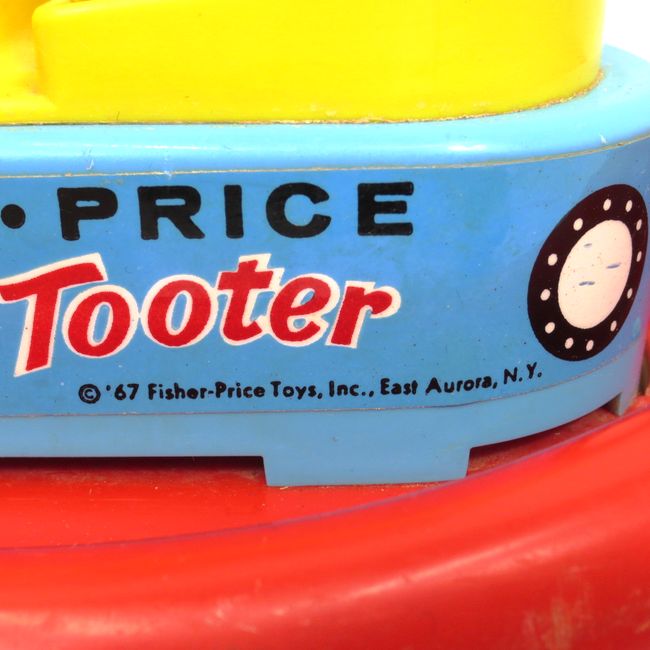 • PRICE
Tooter
© '67 Fisher-Price Toys, Inc., East Aurora, N.Y.